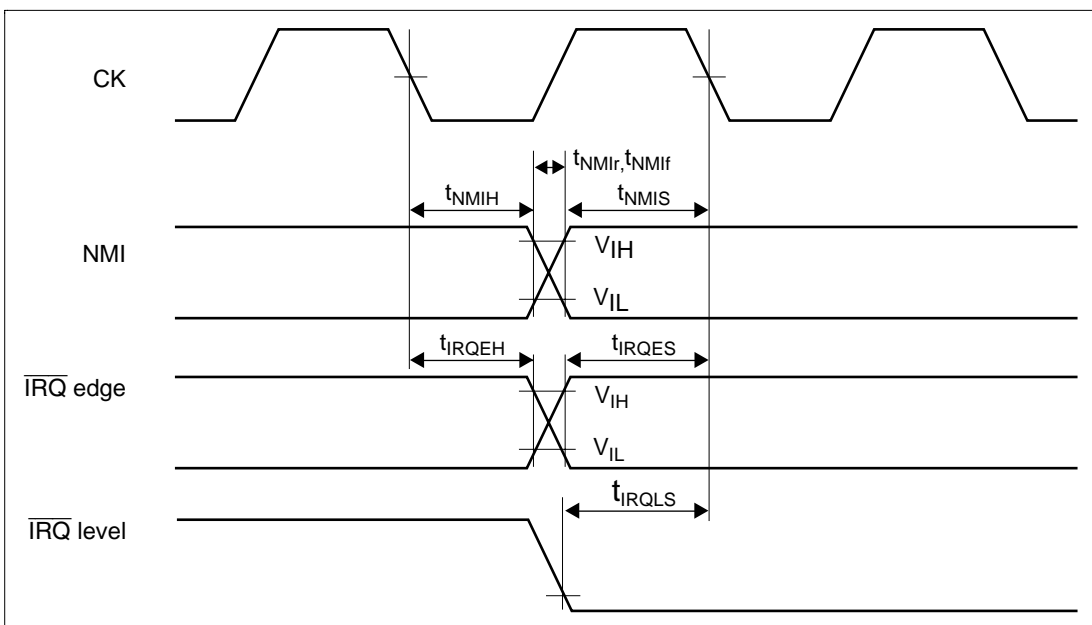 CK
tNMIr,tNMIf
tNMIH
tNMIS
NMI
VIH
VIL
tIRQEH
tIRQES
IRQ edge
VIH
VIL
tIRQLS
IRQ level